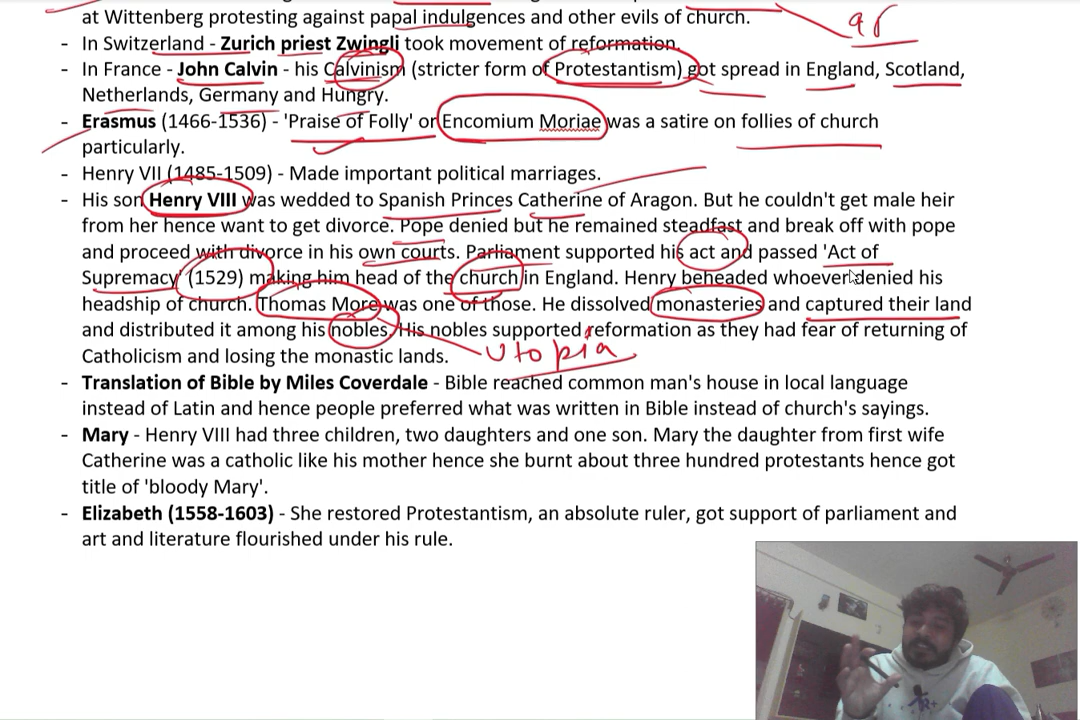 at Wittenberg protesting against papal indulgences and other evils of church.
95
- In Switzerland - Zurich priest Zwingli took movement of reformation.
- In France - John Calvin - his Calvinism (stricter form of Protestantism) got spread in England, Scotland,
Netherlands, Germany and Hungry.
- Erasmus (1466-1536) - 'Praise of Folly' or Encomium Moriae was a satire on follies of church
particularly.
- Henry VII (1485-1509) - Made important political marriages.
- His son Henry VIII was wedded to Spanish Princes Catherine of Aragon. But he couldn't get male heir
from her hence want to get divorce. Pope denied but he remained steadfast and break off with pope
and proceed with divorce in his own courts. Parliament supported his act and passed 'Act of
Supremacy' (1529) making him head of the church in England. Henry beheaded whoever denied his
headship of church. Thomas More was one of those. He dissolved monasteries and captured their land
and distributed it among his nobles. His nobles supported reformation as they had fear of returning of
Catholicism and losing the monastic lands.
Utopia
- Translation of Bible by Miles Coverdale - Bible reached common man's house in local language
instead of Latin and hence people preferred what was written in Bible instead of church's sayings.
- Mary - Henry VIII had three children, two daughters and one son. Mary the daughter from first wife
Catherine was a catholic like his mother hence she burnt about three hundred protestants hence got
title of 'bloody Mary'.
- Elizabeth (1558-1603) - She restored Protestantism, an absolute ruler, got support of parliament and
art and literature flourished under his rule.